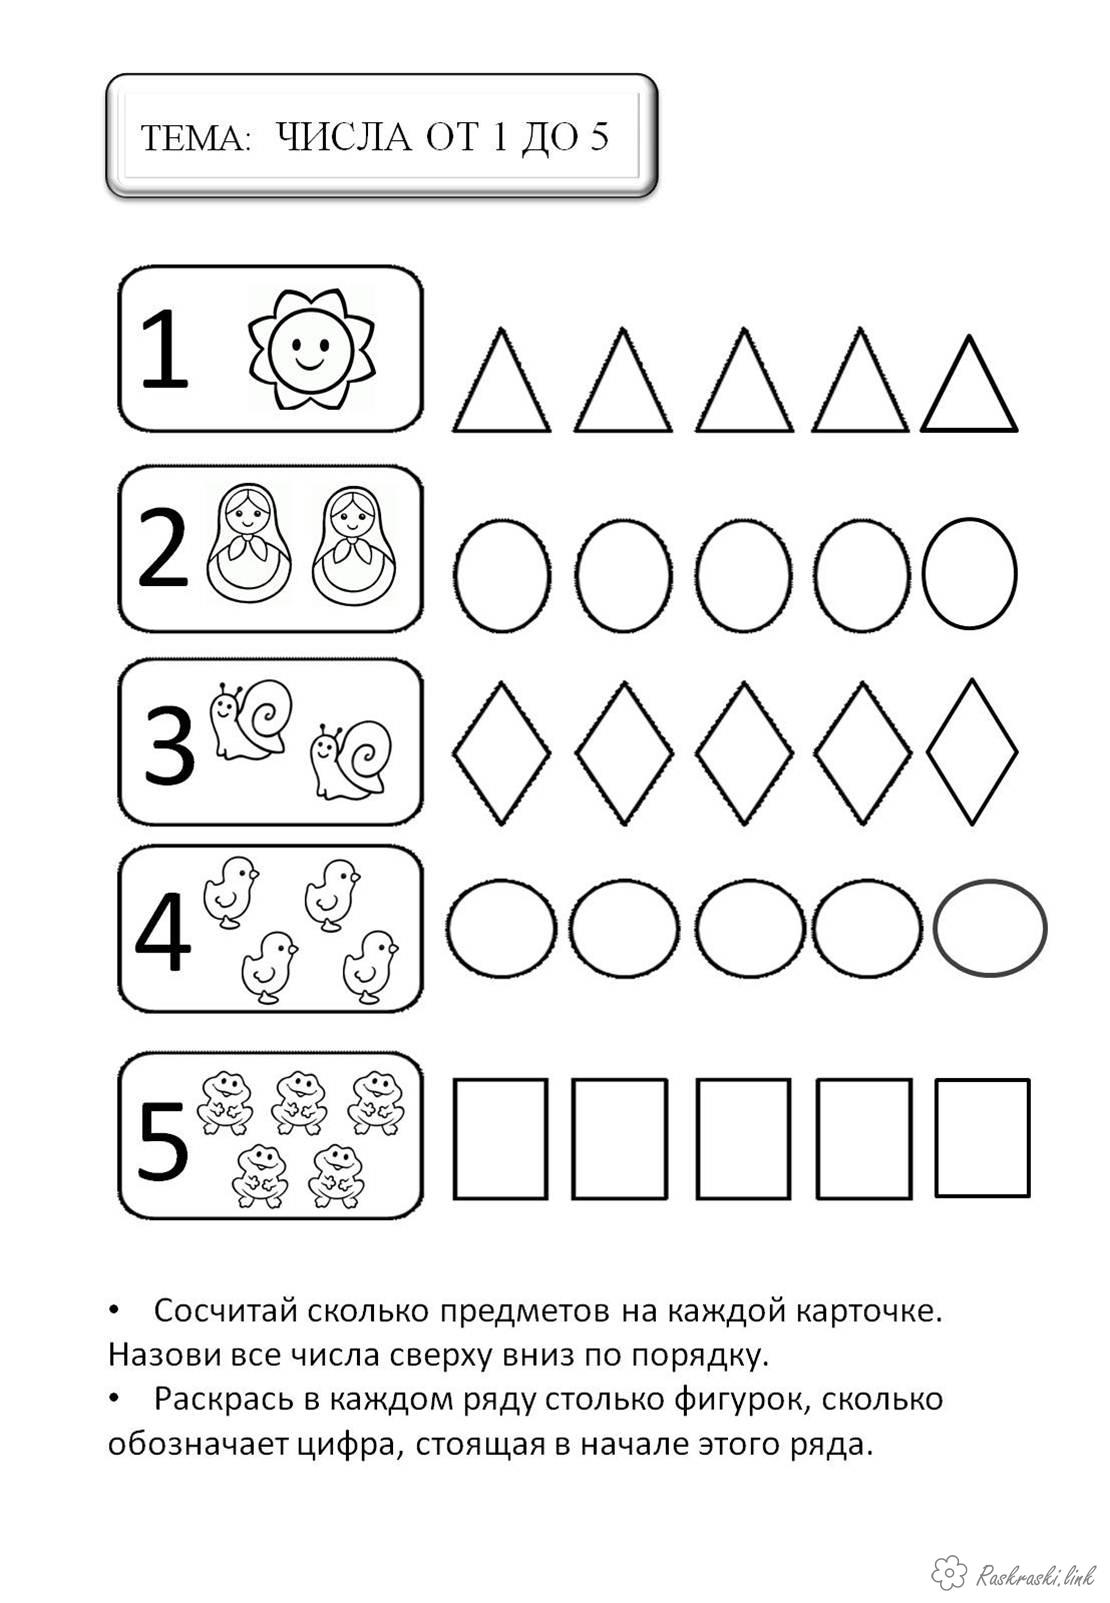 ТЕМА: ЧИСЛА ОТ 1 ДО 5
1
2
3
4
5
• Сосчитай сколько предметов на каждой карточке.
Назови все числа сверху вниз по порядку.
• Раскрась в каждом ряду столько фигурок, сколько
обозначает цифра, стоящая в начале этого ряда.
Raskraski.link